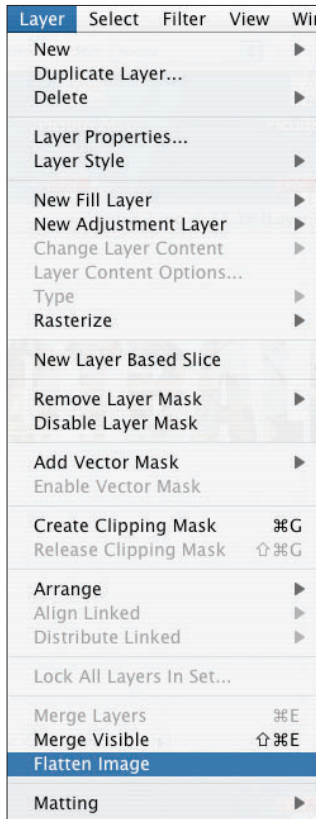 Layer Select Filter View Wi
New
Duplicate Layer...
Delete
Layer Properties...
Layer Style
New Fill Layer
New Adjustment Layer
Change Layer Content
Layer Content Options...
Type
Rasterize
New Layer Based Slice
Remove Layer Mask
Disable Layer Mask
Add Vector Mask
Enable Vector Mask
Create Clipping Mask ⌘G
Release Clipping Mask ⇧⌘G
Arrange
Align Linked
Distribute Linked
Lock All Layers In Set...
Merge Layers ⌘E
Merge Visible ⇧⌘E
Flatten Image
Matting